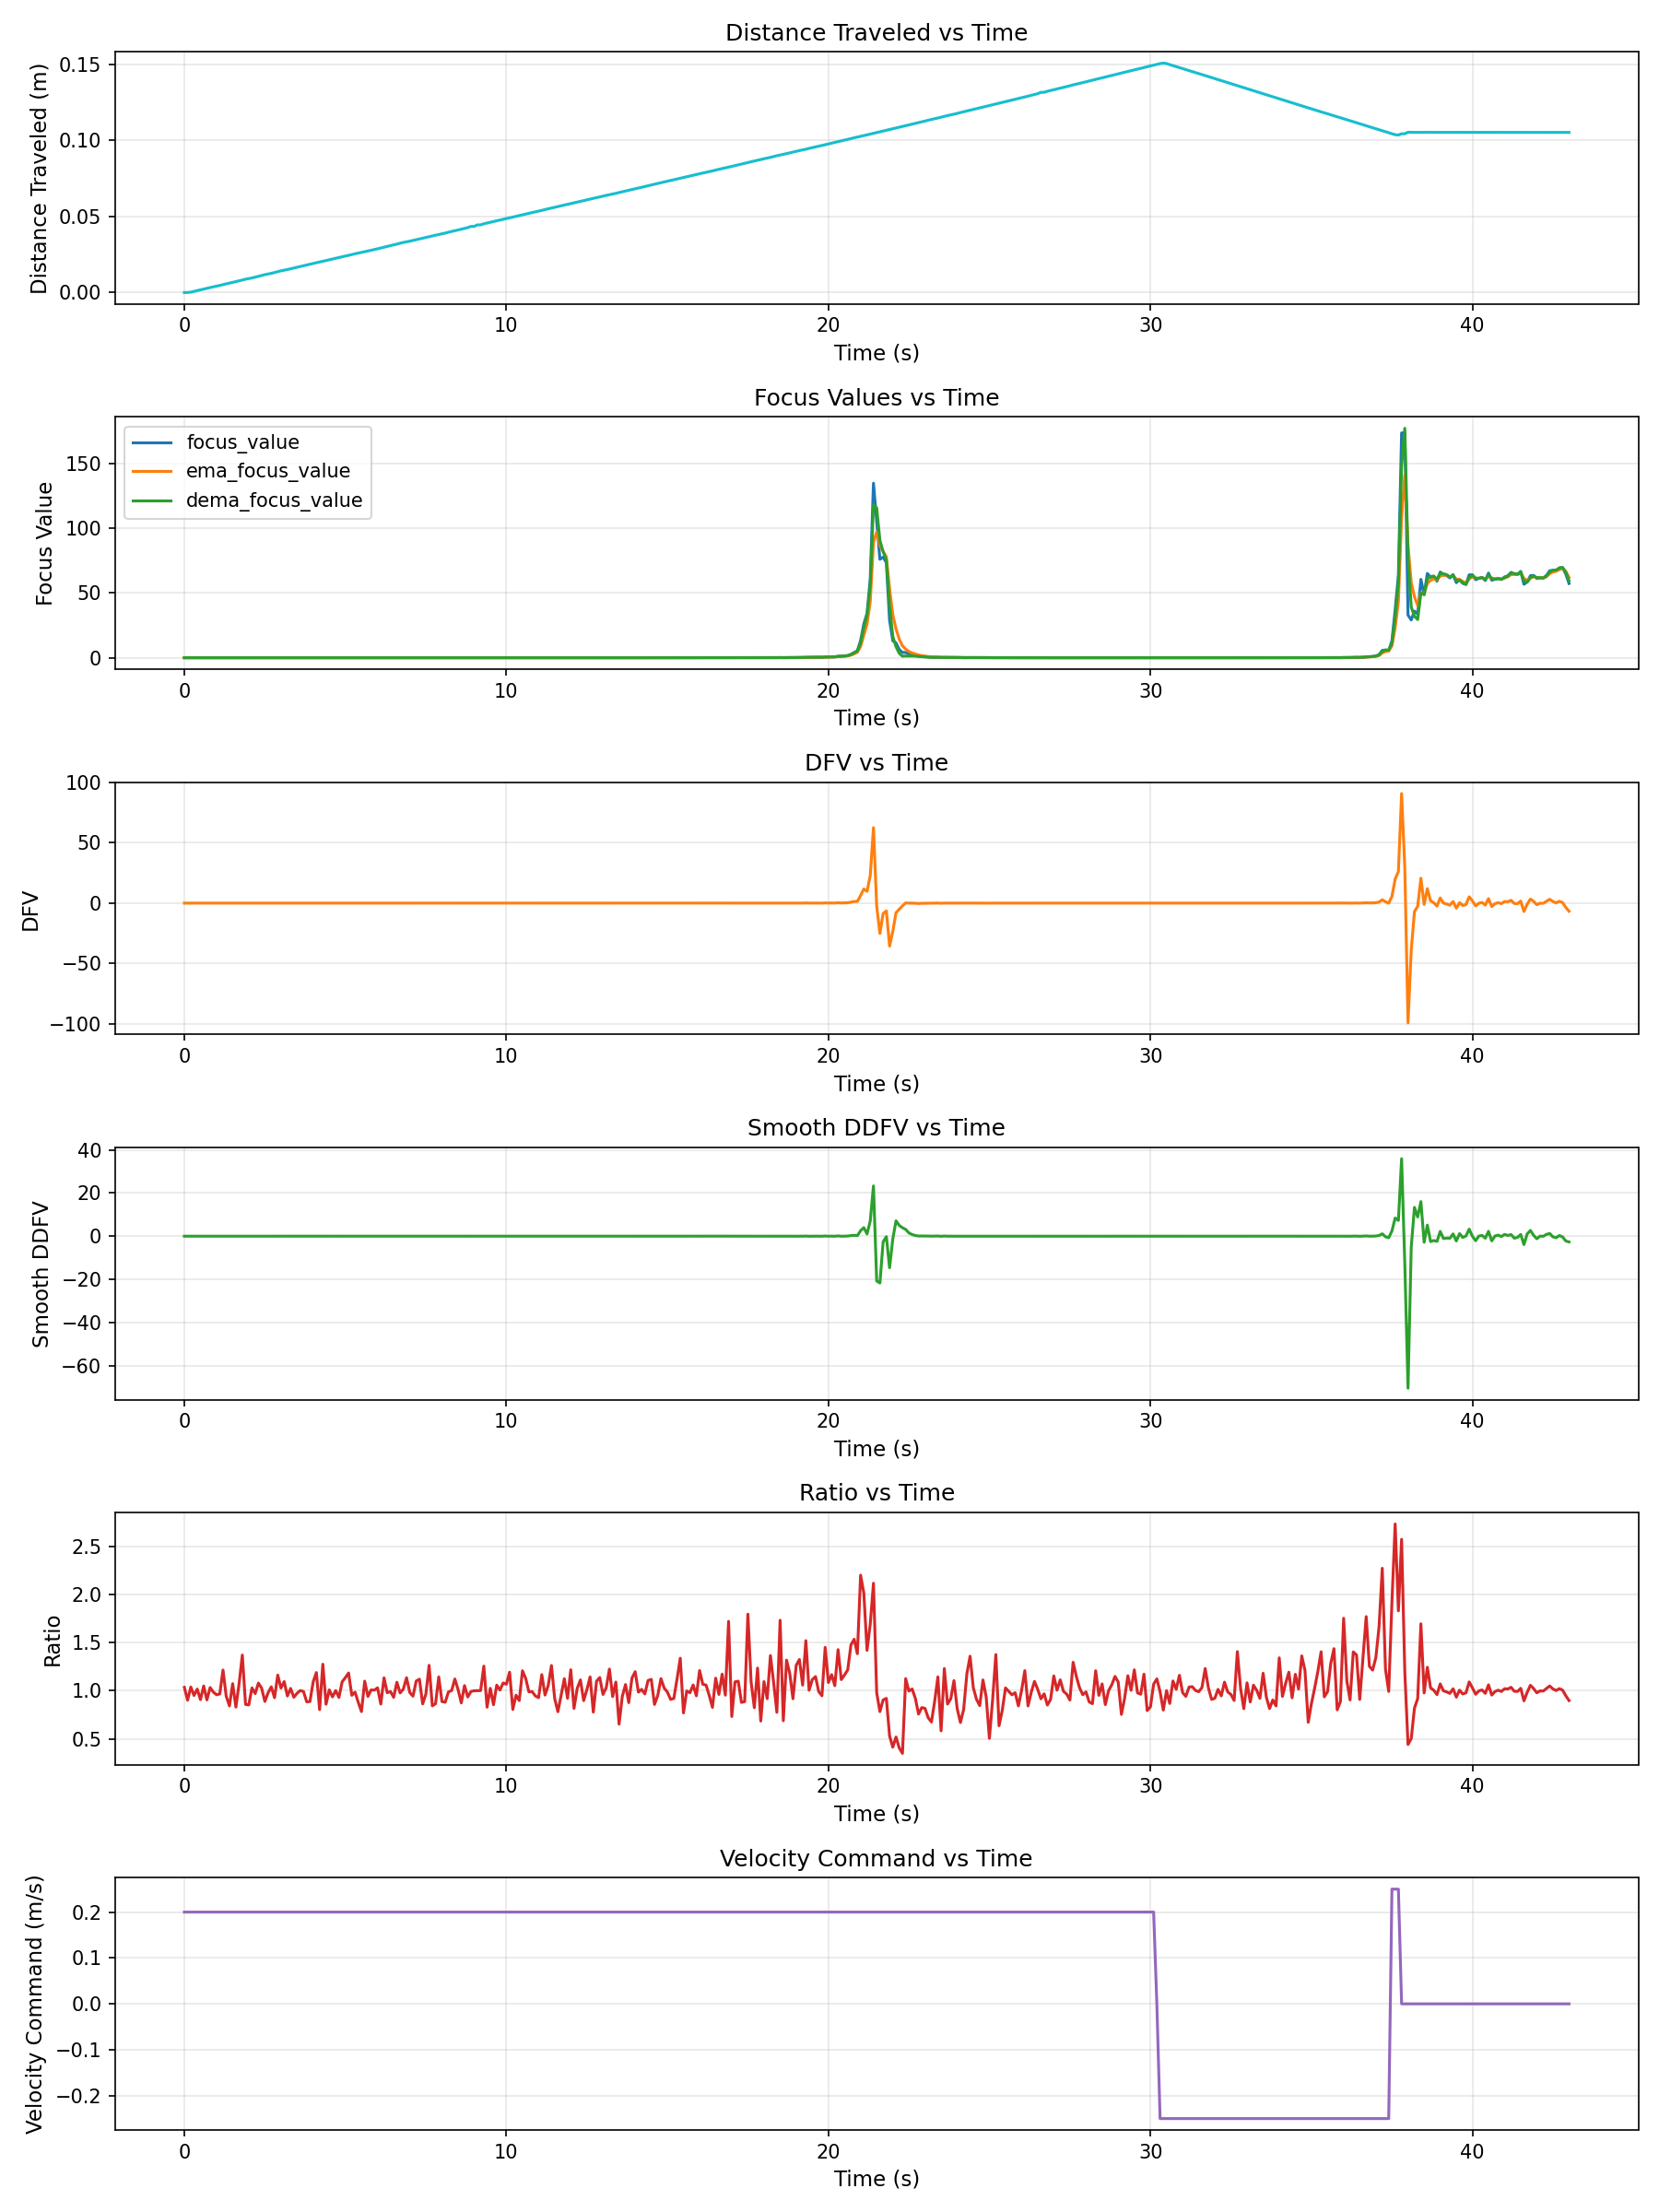 Distance Traveled vs Time
Distance Traveled (m)
0.15
0.10
0.05
0.00
0 10 20 30 40
Time (s)
Focus Values vs Time
Focus Value
focus_value
ema_focus_value
dema_focus_value
150
100
50
0
0 10 20 30 40
Time (s)
DFV vs Time
DFV
100
50
0
−50
−100
0 10 20 30 40
Time (s)
Smooth DDFV vs Time
Smooth DDFV
40
20
0
−20
−40
−60
0 10 20 30 40
Time (s)
Ratio vs Time
Ratio
2.5
2.0
1.5
1.0
0.5
0 10 20 30 40
Time (s)
Velocity Command vs Time
Velocity Command (m/s)
0.2
0.1
0.0
−0.1
−0.2
0 10 20 30 40
Time (s)